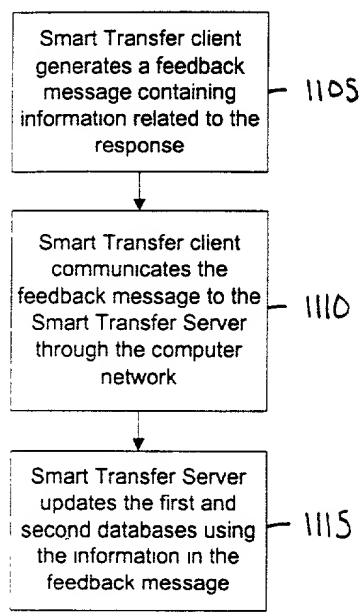 Smart Transfer client
generates a feedback
message containing
information related to the
response
1105
Smart Transfer client
communicates the
feedback message to the
Smart Transfer Server
through the computer
network
1110
Smart Transfer Server
updates the first and
second databases using
the information in the
feedback message
1115